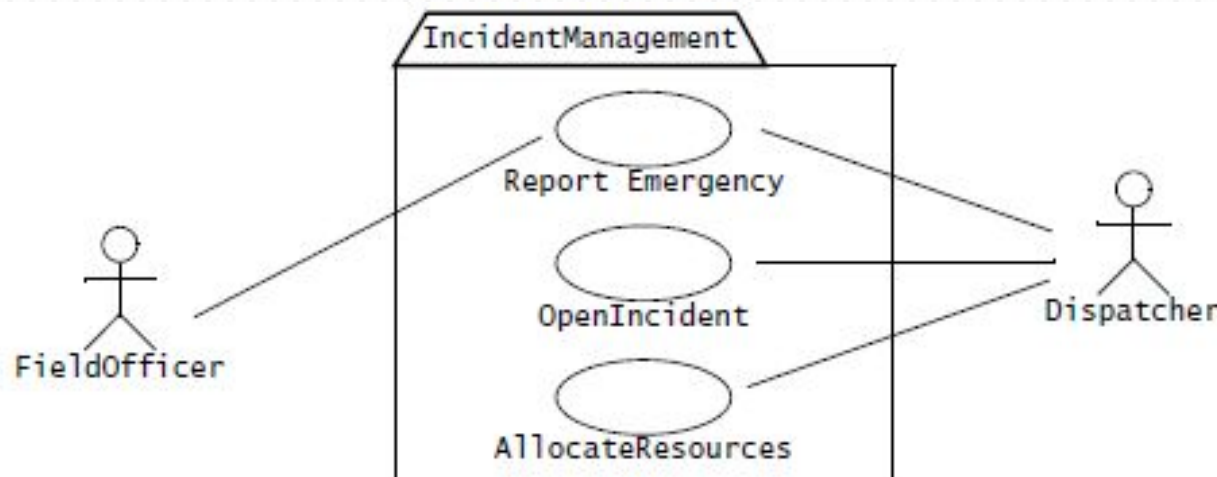 IncidentManagement
Report Emergency
OpenIncident
Dispatcher
FieldOfficer
AllocateResources